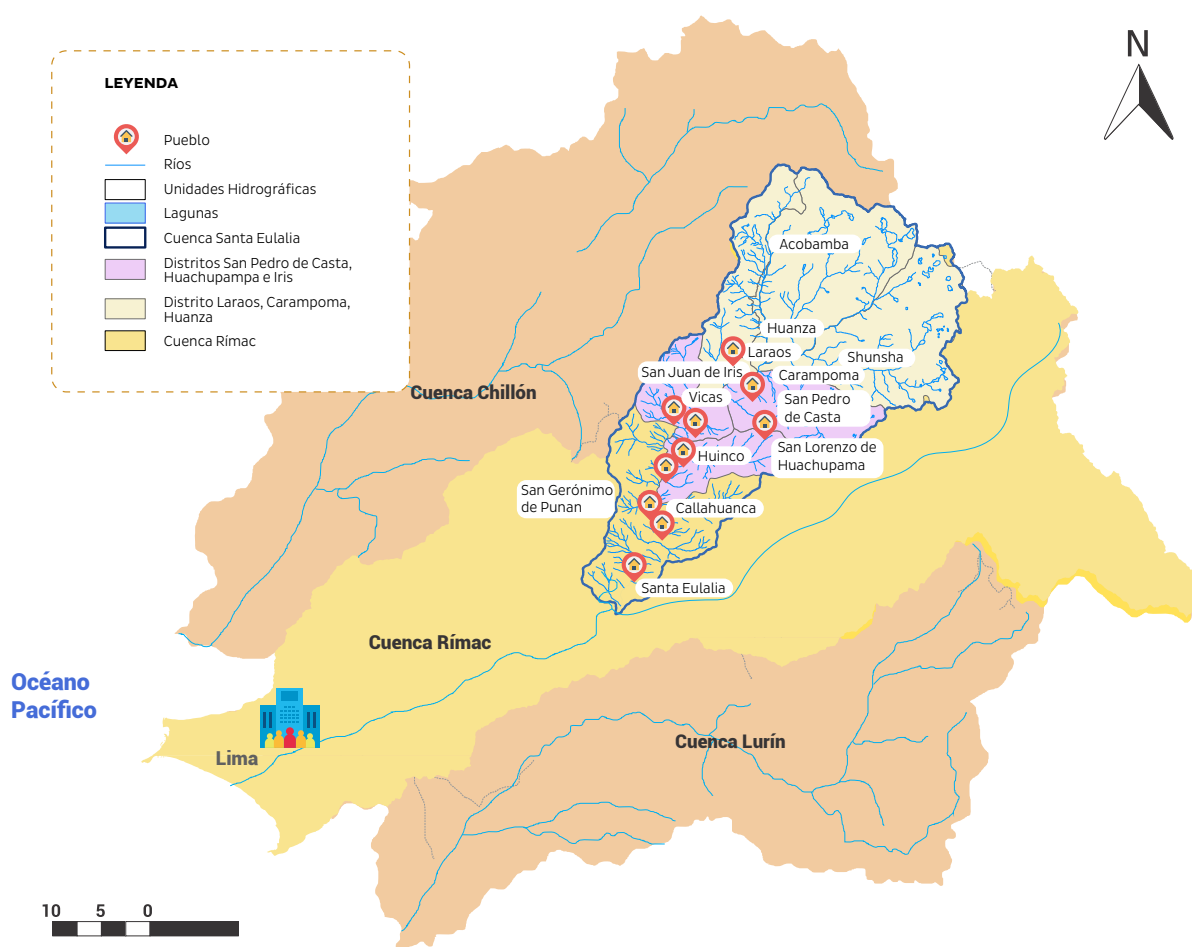 N
LEYENDA
Pueblo
Ríos
Unidades Hidrográficas
Lagunas
Cuenca Santa Eulalia
Distritos San Pedro de Casta,
Huachupampa e Iris
Distrito Laraos, Carampoma,
Huanza
Cuenca Rímac
Acobamba
Huanza
Laraos
Shunsha
San Juan de Iris
Carampoma
Vicas
San Pedro
de Casta
Cuenca Chillón
Huinco
San Lorenzo de
Huachupama
San Gerónimo
de Punan
Callahuanca
Santa Eulalia
Cuenca Rímac
Océano
Pacífico
Lima
Cuenca Lurín
10 5 0